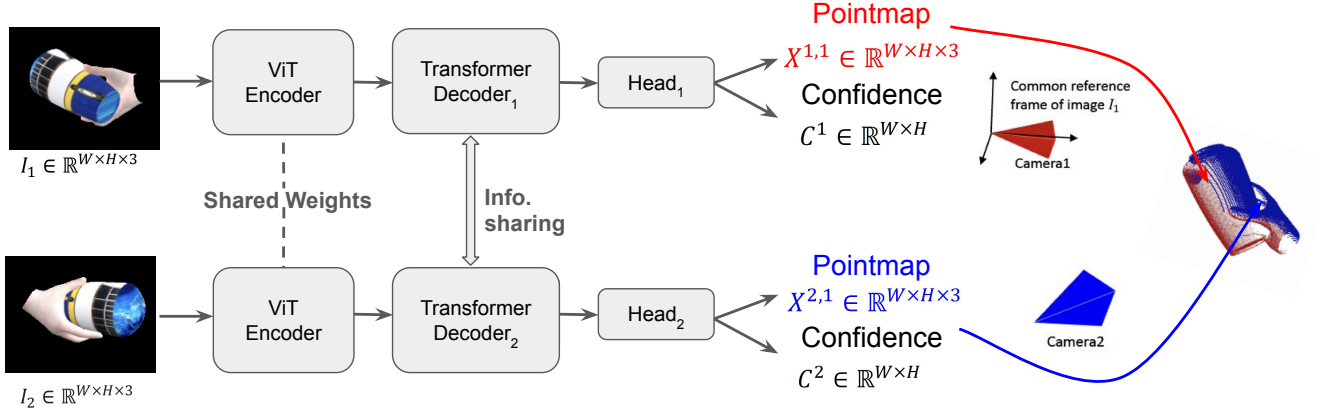 ViT
Encoder
Transformer
Decoder₁
Head₁
Pointmap
X^{1,1} ∈ ℝ^{W×H×3}
Confidence
C^1 ∈ ℝ^{W×H}
Common reference
frame of image I₁
Camera1
I₁ ∈ ℝ^{W×H×3}
Shared Weights
Info.
sharing
ViT
Encoder
Transformer
Decoder₂
Head₂
Pointmap
X^{2,1} ∈ ℝ^{W×H×3}
Confidence
C^2 ∈ ℝ^{W×H}
Camera2
I₂ ∈ ℝ^{W×H×3}